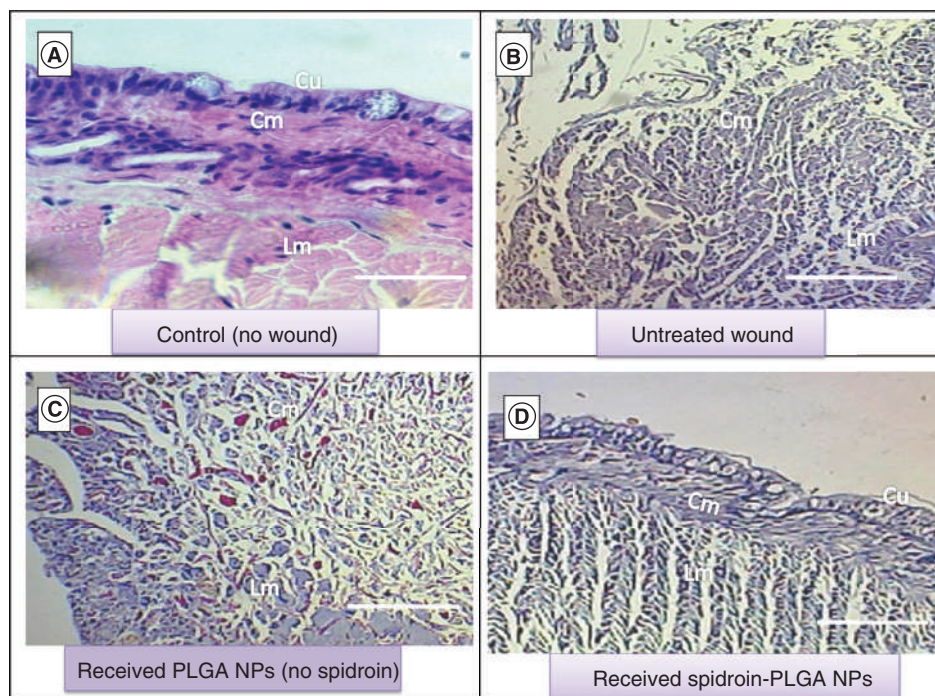 A
Cu
Cm
Lm
Control (no wound)
B
Cm
Lm
Untreated wound
C
Cm
Lm
Received PLGA NPs (no spidroin)
D
Cu
Cm
Lm
Received spidroin-PLGA NPs